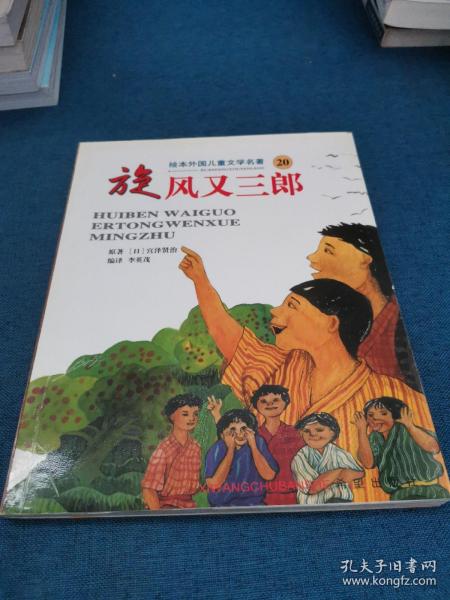 绘本外国儿童文学名著
20
旋风又三郎
HUIBEN WAIGUO
ERTONGWENXUE
MINGZHU
原著 [日] 宫泽贤治
编译 李英茂
孔夫子旧书网
www.kongfz.com